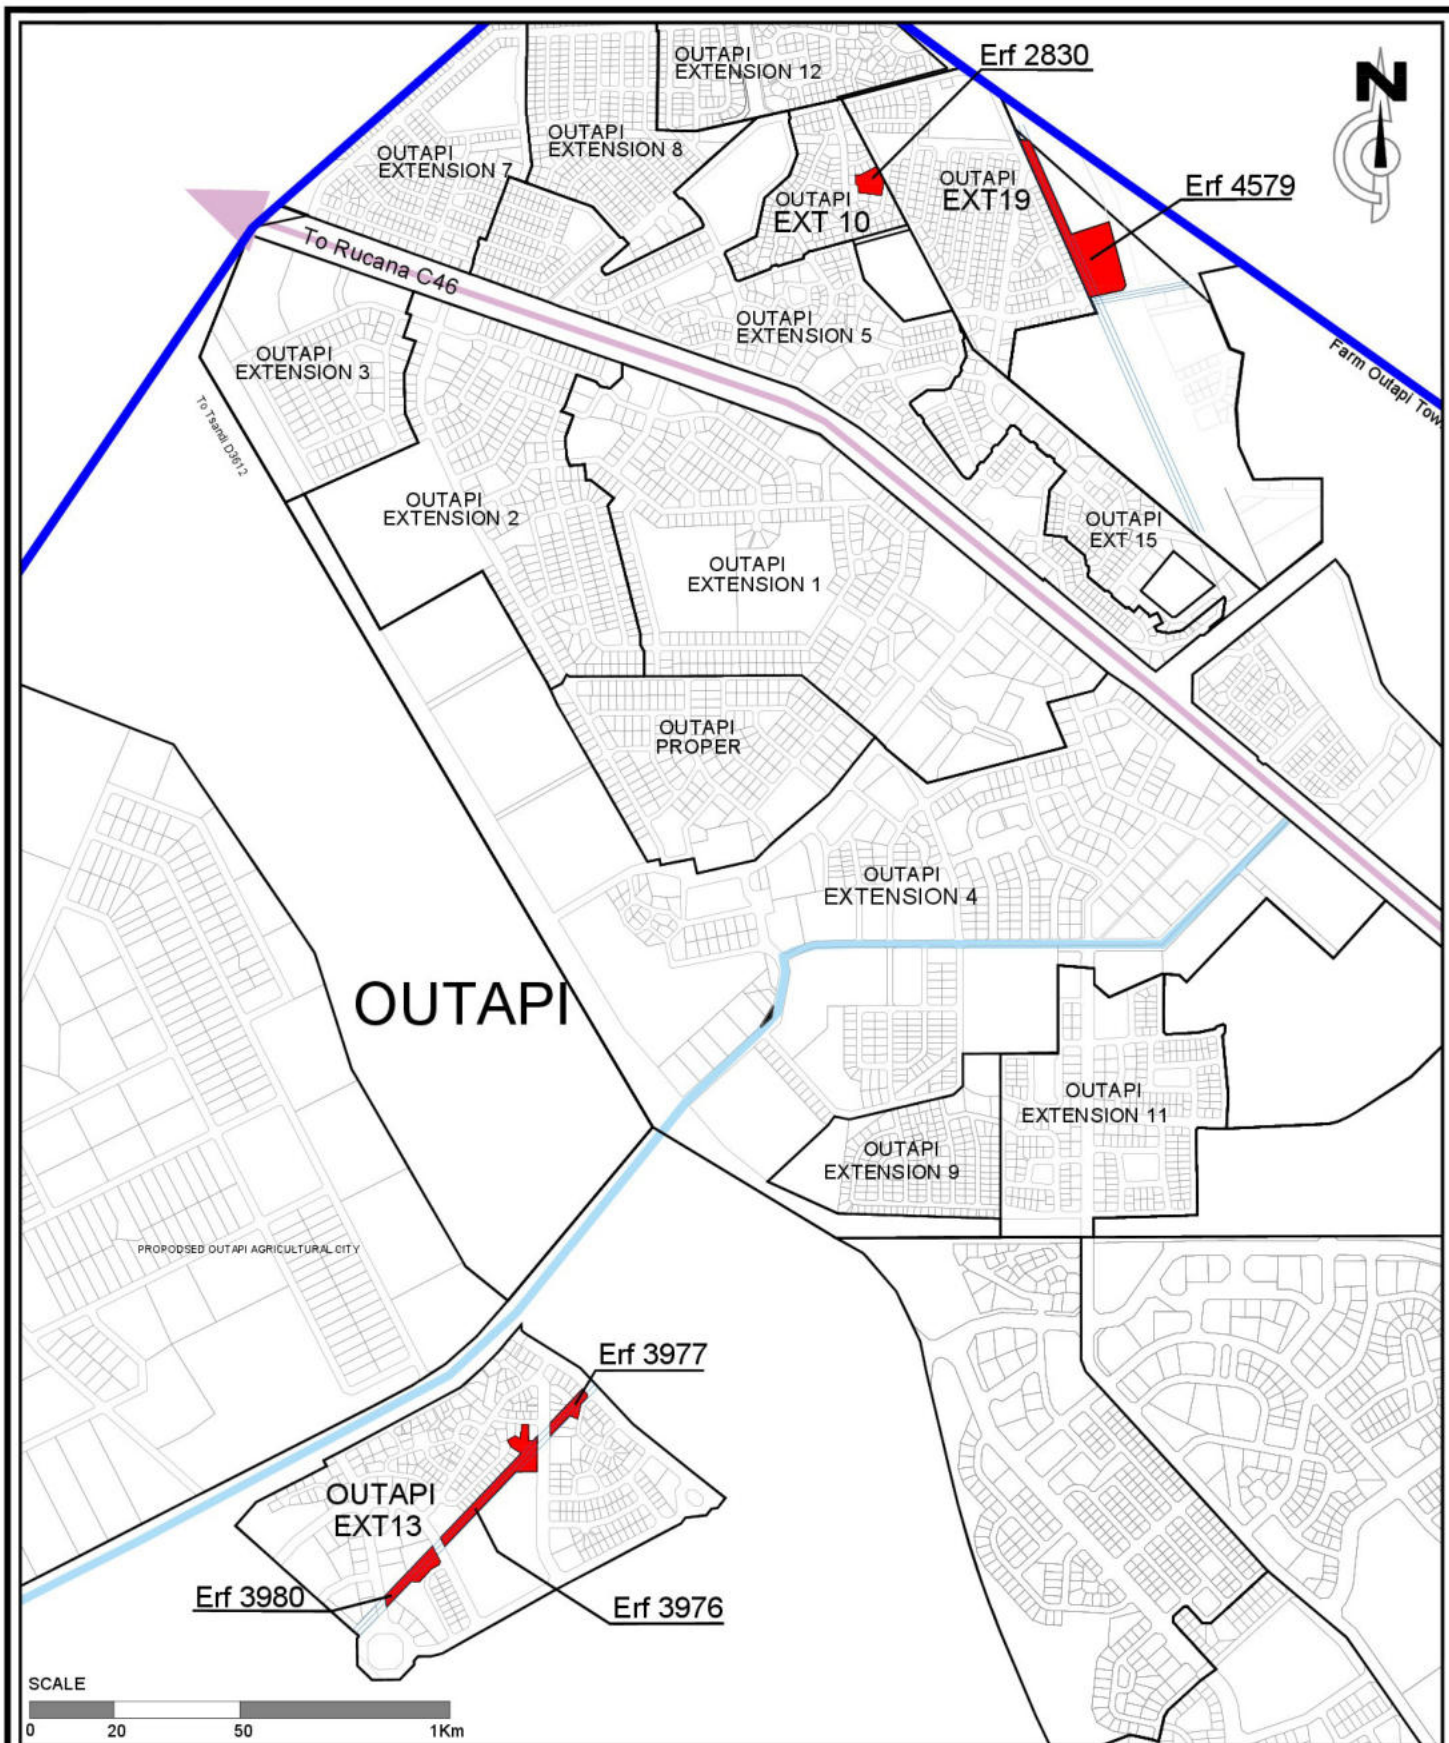 OUTAPI
EXTENSION 12
Erf 2830
N
OUTAPI
EXTENSION 8
OUTAPI
EXTENSION 7
OUTAPI
EXT 10
OUTAPI
EXT19
Erf 4579
To Rucana C46
OUTAPI
EXTENSION 5
OUTAPI
EXTENSION 3
Farm Outapi Tow
To Tsandi D3612
OUTAPI
EXTENSION 2
OUTAPI
EXT 15
OUTAPI
EXTENSION 1
OUTAPI
PROPER
OUTAPI
EXTENSION 4
OUTAPI
OUTAPI
EXTENSION 11
OUTAPI
EXTENSION 9
PROPODSED OUTAPI AGRICULTURAL CITY
Erf 3977
OUTAPI
EXT13
Erf 3980
Erf 3976
SCALE
0 20 50 1Km